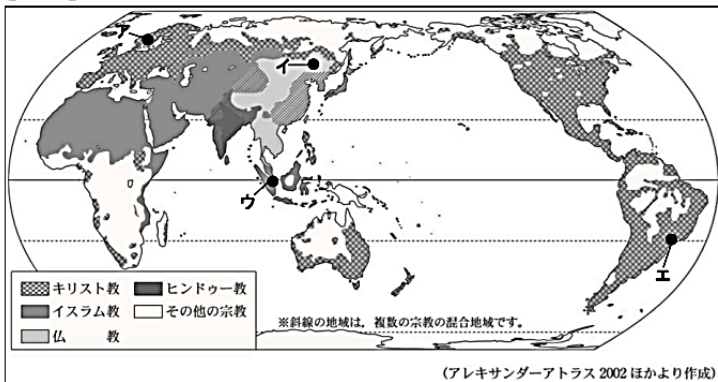 ア
イ
ウ
エ
キリスト教 ヒンドゥー教
イスラム教 その他の宗教
仏 教
※斜線の地域は，複数の宗教の混合地域です。
(アレキサンダーアトラス 2002 ほかより作成)